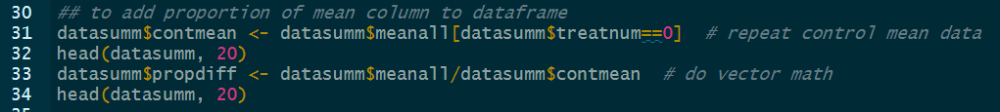 30 ## to add proportion of mean column to dataframe
31 datasumm$contmean <- datasumm$meanall[datasumm$treatnum==0] # repeat control mean data
32 head(datasumm, 20)
33 datasumm$propdiff <- datasumm$meanall/datasumm$contmean # do vector math
34 head(datasumm, 20)